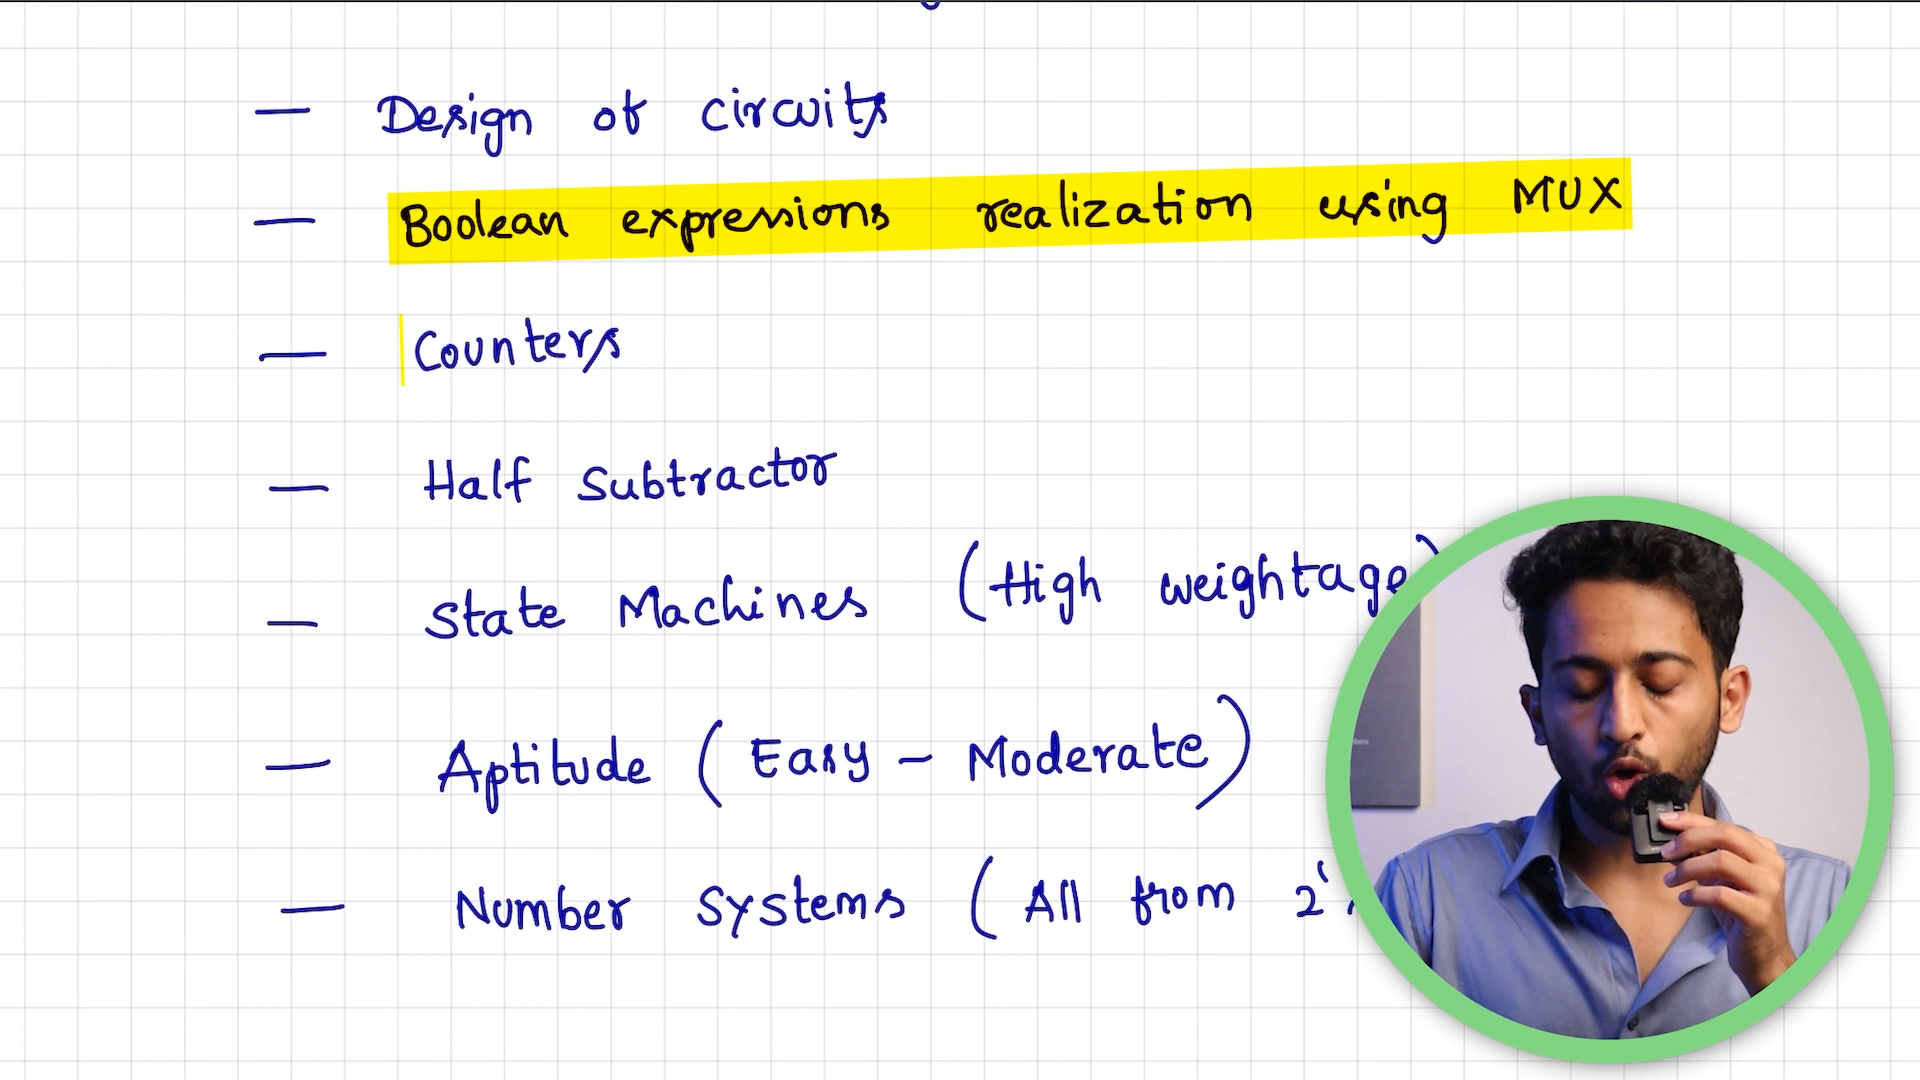 — Design of circuits
— Boolean expressions realization using MUX
— Counters
— Half Subtractor
— State Machines (High weightage)
— Aptitude (Easy – Moderate)
— Number Systems (All from 2's